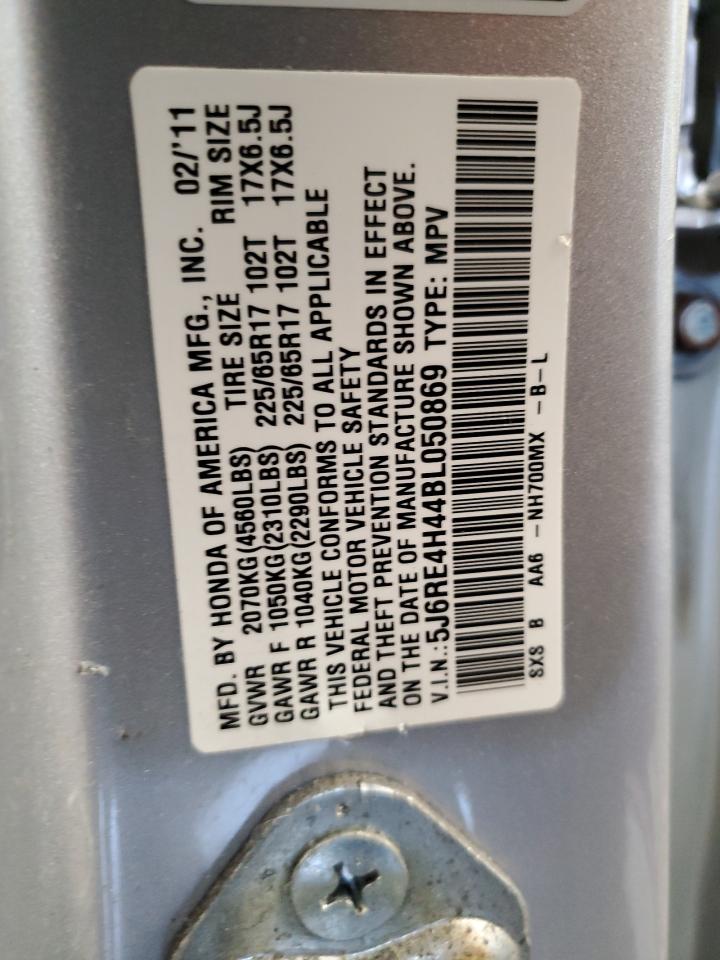 MFD. BY HONDA OF AMERICA MFG., INC. 02/'11
GVWR 2070KG(4560LBS) TIRE SIZE RIM SIZE
GAWR F 1050KG(2310LBS) 225/65R17 102T 17X6.5J
GAWR R 1040KG(2290LBS) 225/65R17 102T 17X6.5J
THIS VEHICLE CONFORMS TO ALL APPLICABLE
FEDERAL MOTOR VEHICLE SAFETY
AND THEFT PREVENTION STANDARDS IN EFFECT
ON THE DATE OF MANUFACTURE SHOWN ABOVE.
V.I.N.:5J6RE4H44BL050869 TYPE: MPV
SXS B AA6 -NH700MX -B-L